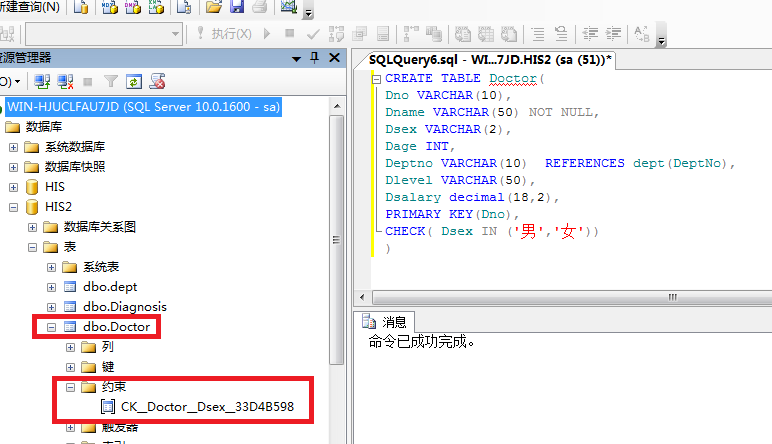 新建查询(N)
执行(X)
资源管理器
O)
WIN-HJUCLFAU7JD (SQL Server 10.0.1600 - sa)
数据库
系统数据库
数据库快照
HIS
HIS2
数据库关系图
表
系统表
dbo.dept
dbo.Diagnosis
dbo.Doctor
列
键
约束
CK__Doctor__Dsex__33D4B598
触发器
索引
SQLQuery6.sql - WI...7JD.HIS2 (sa (51))*
CREATE TABLE Doctor(
Dno VARCHAR(10),
Dname VARCHAR(50) NOT NULL,
Dsex VARCHAR(2),
Dage INT,
Deptno VARCHAR(10)  REFERENCES dept(DeptNo),
Dlevel VARCHAR(50),
Dsalary decimal(18,2),
PRIMARY KEY(Dno),
CHECK( Dsex IN ('男','女'))
)
消息
命令已成功完成。